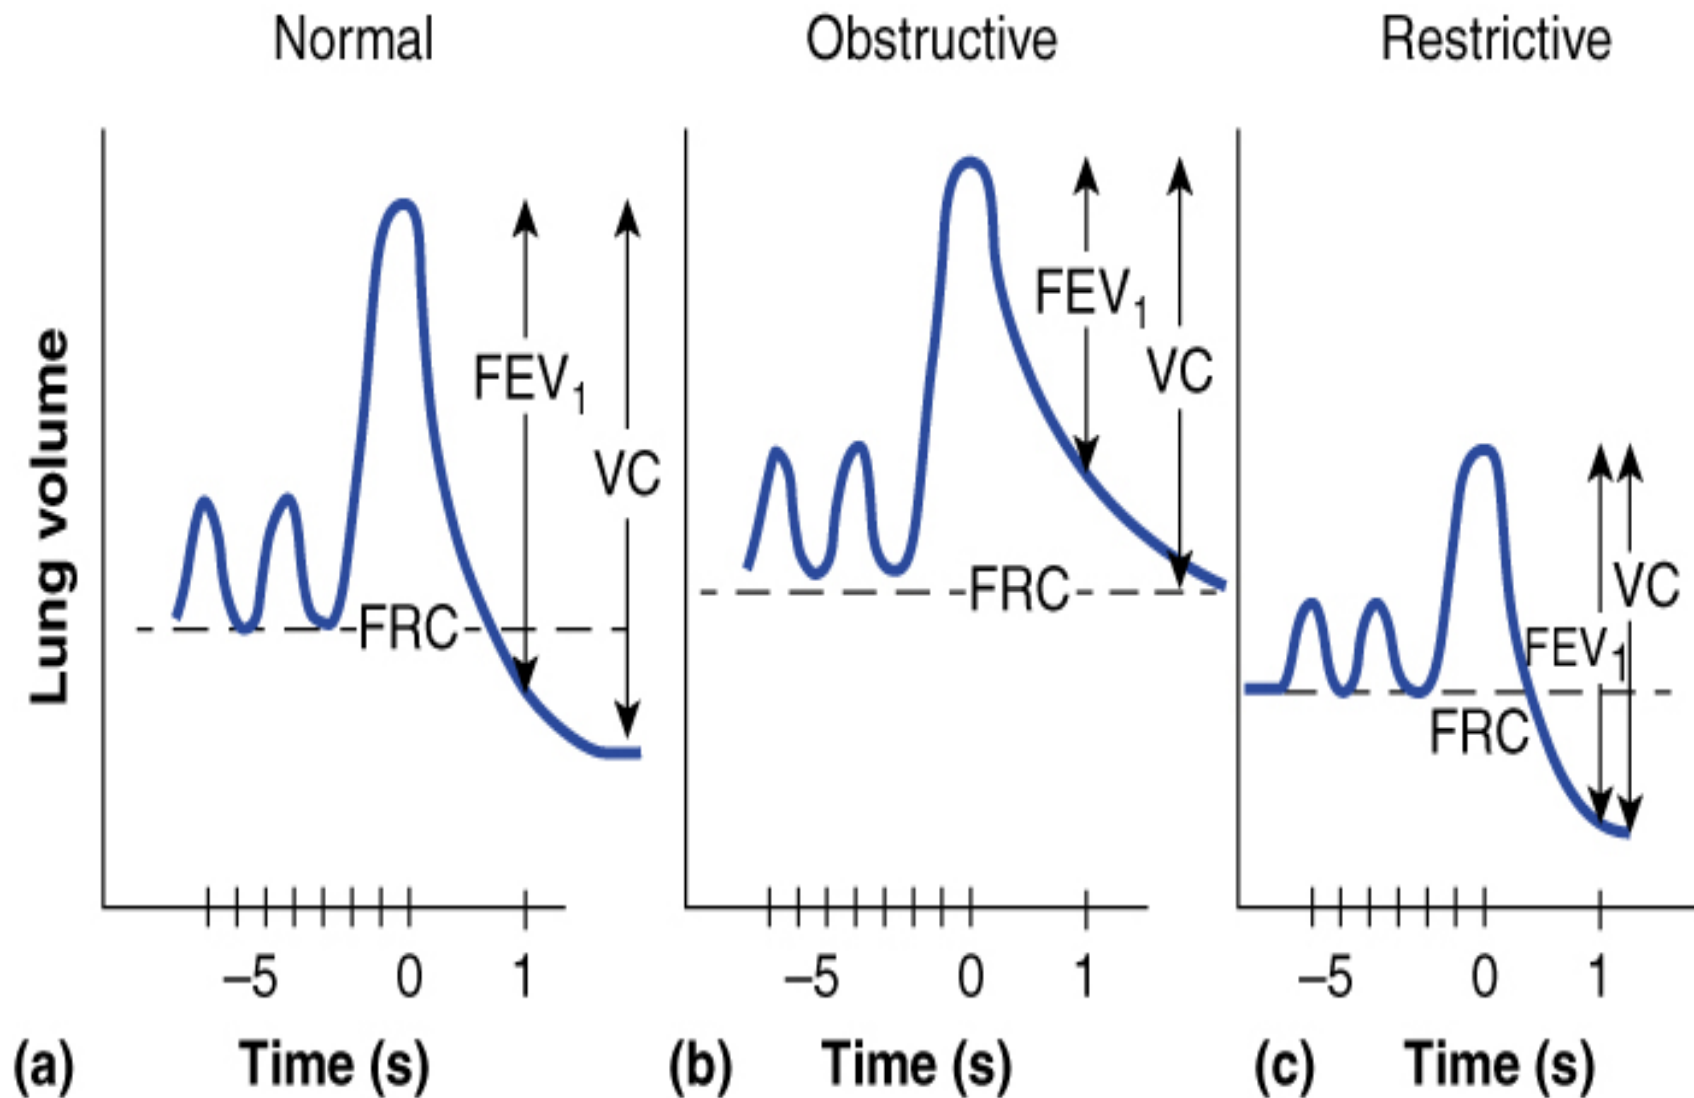 Normal
Obstructive
Restrictive
Lung volume
FEV₁
VC
FRC
FEV₁
VC
FRC
FEV₁
VC
FRC
–5 0 1
–5 0 1
–5 0 1
(a) Time (s)
(b) Time (s)
(c) Time (s)